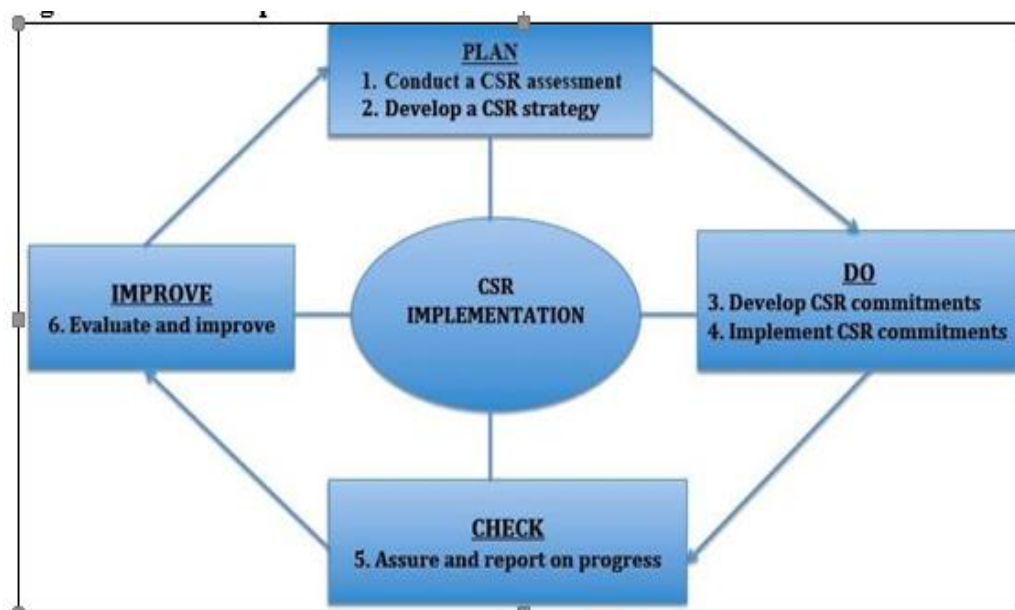 PLAN
1. Conduct a CSR assessment
2. Develop a CSR strategy
DO
3. Develop CSR commitments
4. Implement CSR commitments
CSR
IMPLEMENTATION
IMPROVE
6. Evaluate and improve
CHECK
5. Assure and report on progress